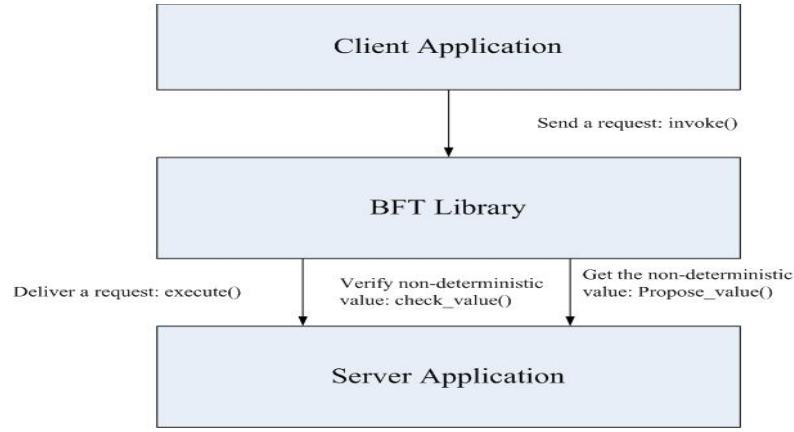 Client Application
Send a request: invoke()
BFT Library
Deliver a request: execute()
Verify non-deterministic
value: check_value()
Get the non-deterministic
value: Propose_value()
Server Application